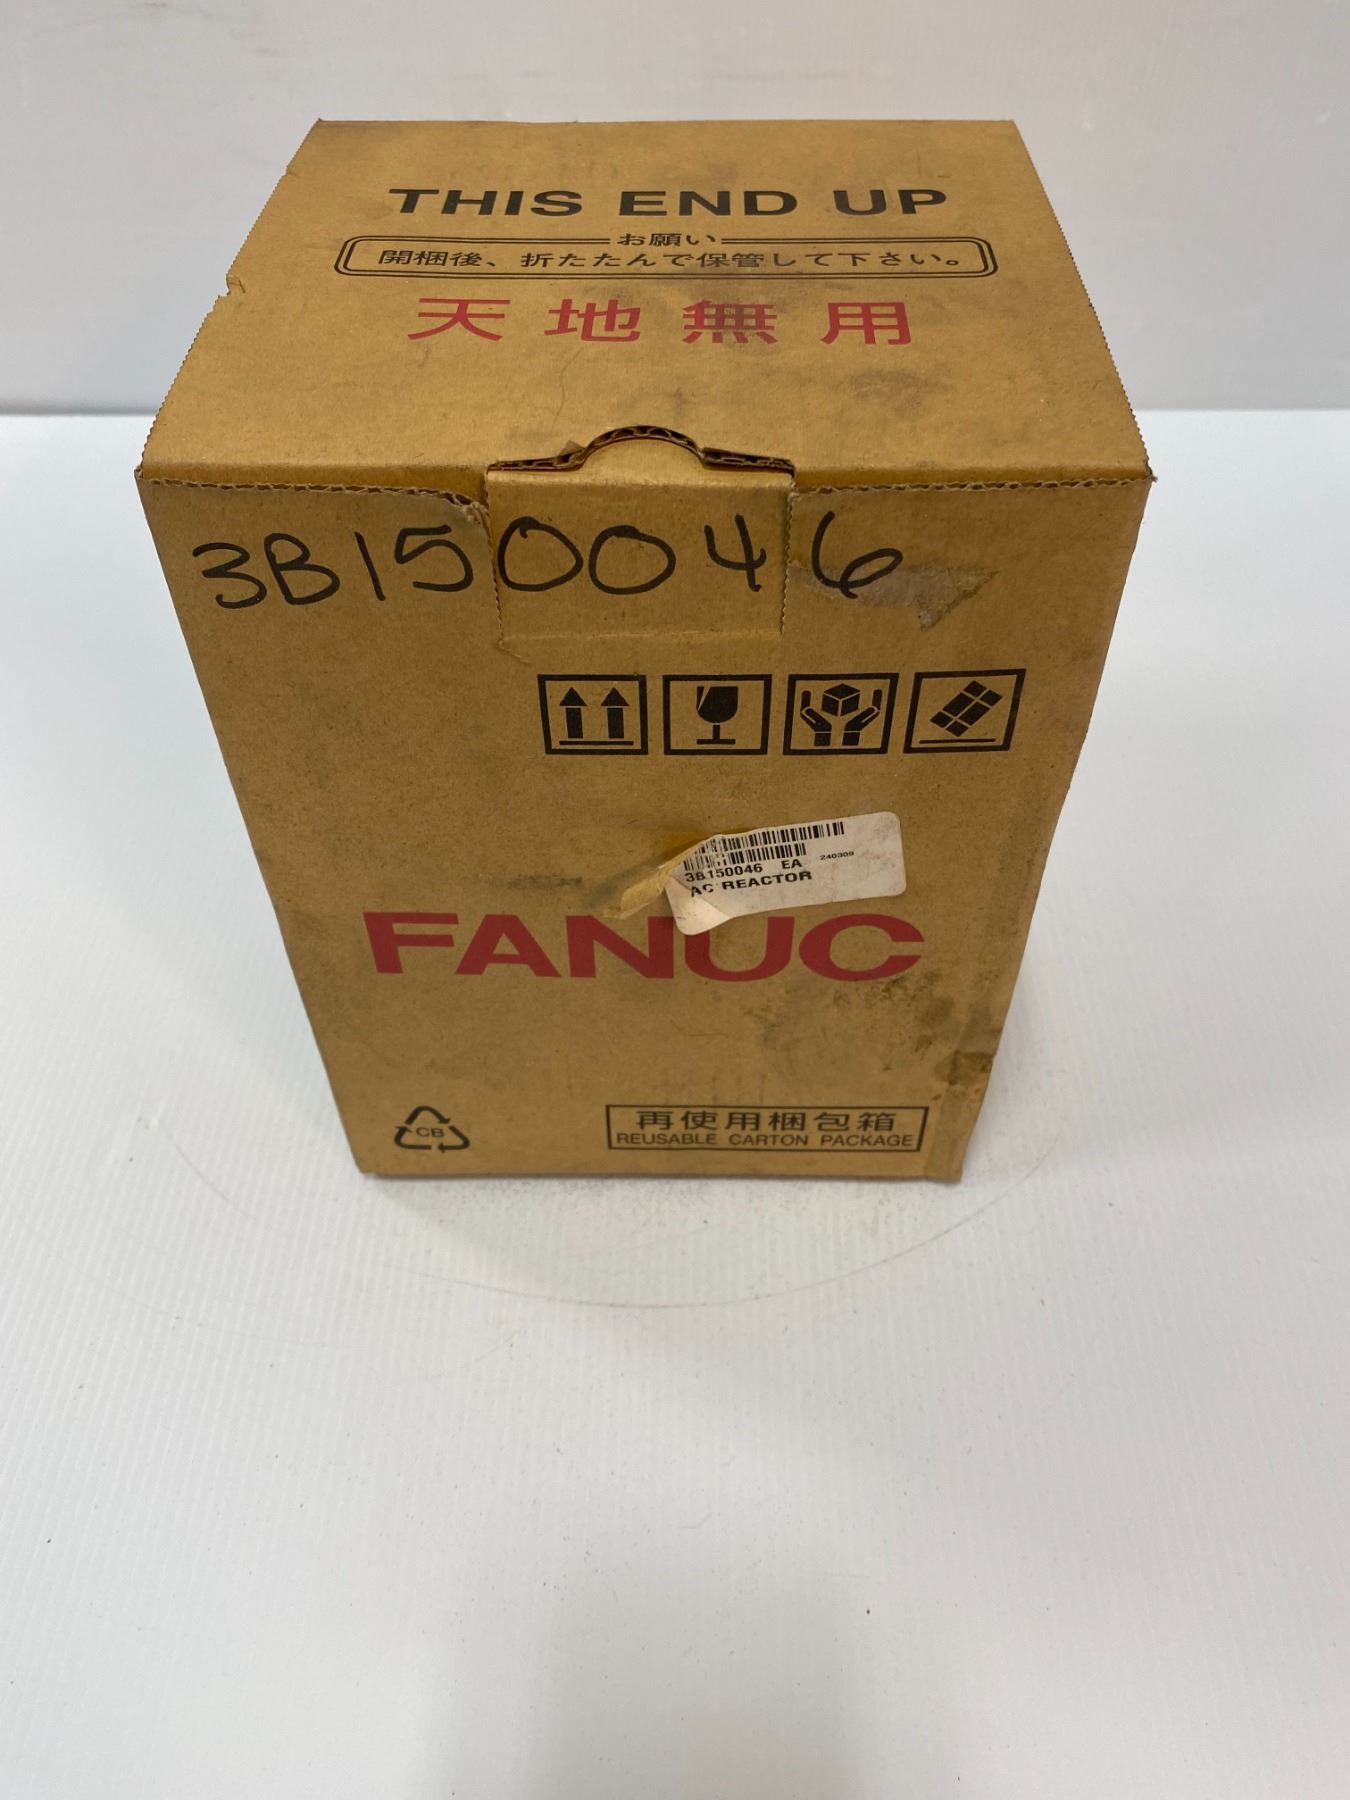 THIS END UP
お願い
開梱後、折たたんで保管して下さい。
天地無用
3B150046
3B150046 EA 240309
AC REACTOR
FANUC
CB
再使用梱包箱
REUSABLE CARTON PACKAGE